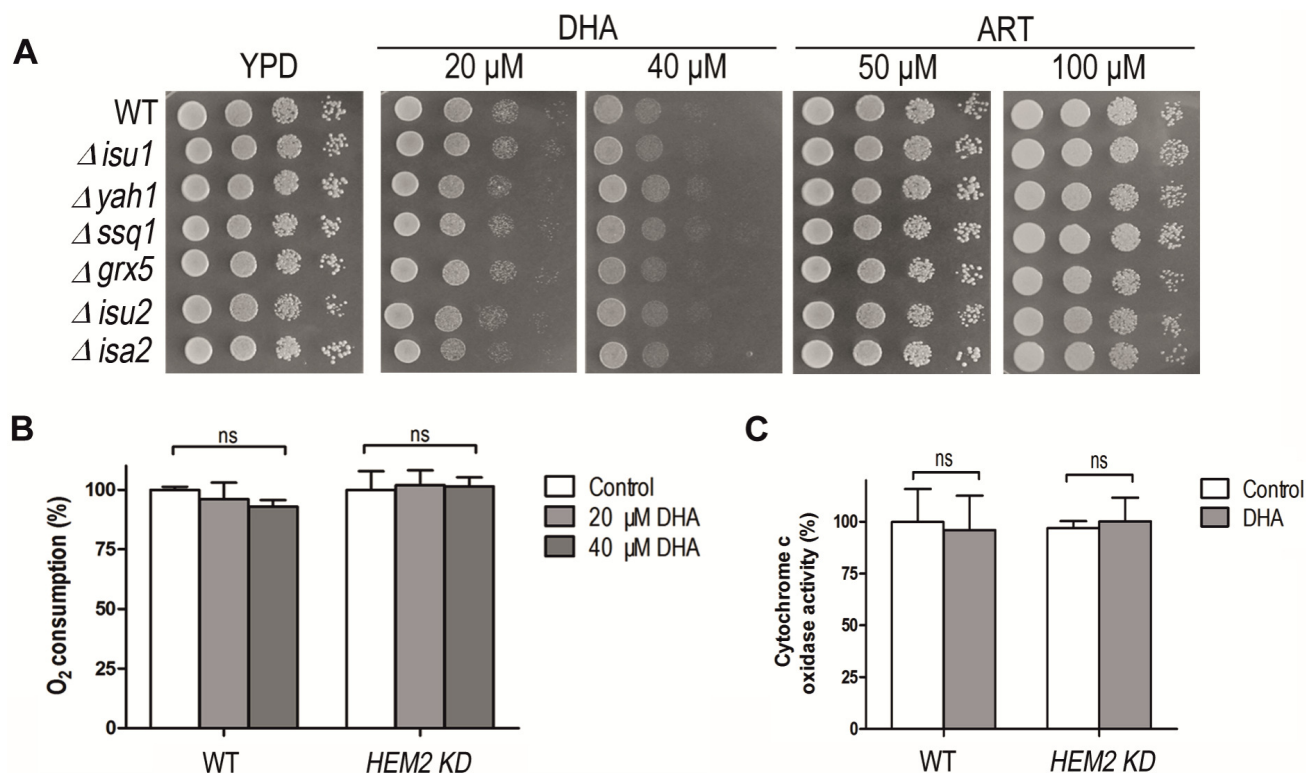 A
DHA
ART
YPD
20 µM
40 µM
50 µM
100 µM
WT
Δ isu1
Δ yah1
Δ ssq1
Δ grx5
Δ isu2
Δ isa2
B
ns
ns
100
75
50
25
0
O2 consumption (%)
WT
HEM2 KD
Control
20 µM DHA
40 µM DHA
C
ns
ns
100
75
50
25
0
Cytochrome c
oxidase activity (%)
WT
HEM2 KD
Control
DHA